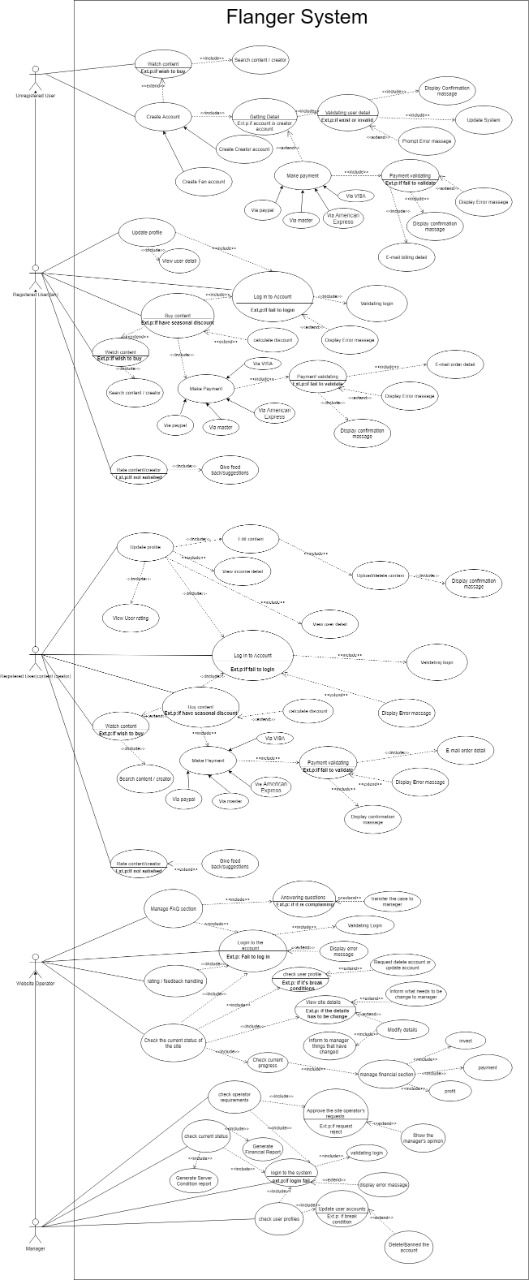 Flanger System
Watch content
Ext.p:if wish to buy
<<include>>
Search content / creator
Unregistered User
<<extend>>
Display Confirmation
message
Create Account
<<include>>
Getting Detail
Ext.p if account is creator
account
<<include>>
Validating user detail
Ext.p:if exist or invalid
<<include>>
<<include>>
Update System
<<extend>>
Prompt Error message
Create Creator account
<<extend>>
Create Fan account
Make payment
<<include>>
Payment validating
Ext.p:if fail to validate
<<extend>>
Display Error message
Via VISA
Via paypal
Via master
Via American
Express
<<include>>
Display confirmation
message
<<include>>
E-mail billing detail
Update profile
<<include>>
<<include>>
View user detail
Registered User(fan)
Log in to Account
Ext.p:if fail to login
<<include>>
Validating login
<<extend>>
Display Error message
Buy content
Ext.p:if have seasonal discount
<<include>>
<<extend>>
calculate discount
Watch content
Ext.p:if wish to buy
<<extend>>
<<include>>
Search content / creator
<<include>>
Make Payment
Via VISA
Via paypal
Via master
Via American
Express
<<include>>
Payment validating
Ext.p:if fail to validate
<<include>>
E-mail order detail
<<extend>>
Display Error message
<<include>>
Display confirmation
message
Rate content/creator
Ext.p:if not satisfied
<<include>>
Give feed
back/suggestions
Update profile
<<include>>
Edit content
<<include>>
View income detail
<<include>>
Upload/delete content
<<include>>
Display confirmation
message
<<include>>
View User rating
<<include>>
View user detail
<<include>>
Registered User(content creator)
Log in to Account
Ext.p:if fail to login
<<include>>
Validating login
<<extend>>
Display Error message
<<include>>
Buy content
Ext.p:if have seasonal discount
<<extend>>
calculate discount
Watch content
Ext.p:if wish to buy
<<extend>>
<<include>>
Search content / creator
<<include>>
Make Payment
Via VISA
Via paypal
Via master
Via American
Express
<<include>>
Payment validating
Ext.p:if fail to validate
<<include>>
E-mail order detail
<<extend>>
Display Error message
<<include>>
Display confirmation
message
Rate content/creator
Ext.p:if not satisfied
<<extend>>
Give feed
back/suggestions
Manage FAQ section
<<include>>
Answering questions
Ext.p: if it is complaining
<<extend>>
transfer the case to
manager
<<include>>
Login to the
account
Ext.p: Fail to log in
<<include>>
Validating Login
<<extend>>
Display error
message
Website Operator
rating / feedback handling
<<include>>
<<include>>
check user profile
Ext.p: if it's break
conditions
<<extend>>
Request delete account or
update account
Check the current status of
the site
<<include>>
<<include>>
View site details
Ext.p: if the details
has to be change
<<extend>>
Inform what needs to be
change to manager
<<extend>>
Modify details
<<include>>
Inform to manager
things that have
changed
<<include>>
Check current
progress
<<include>>
manage financial section
<<include>>
invest
<<include>>
payment
<<include>>
profit
check operator
requirements
<<include>>
Approve the site operator's
requests
Ext.p:if request
reject
<<extend>>
Show the
manager's opinion
check current status
<<include>>
Generate
Financial Report
<<include>>
Generate Server
Condition report
<<include>>
login to the system
ext.p:if login fail
<<include>>
validating login
<<extend>>
display error message
<<include>>
check user profiles
<<include>>
Update user accounts
Ext.p: if break
condition
<<extend>>
Delete/Banned the
account
Manager